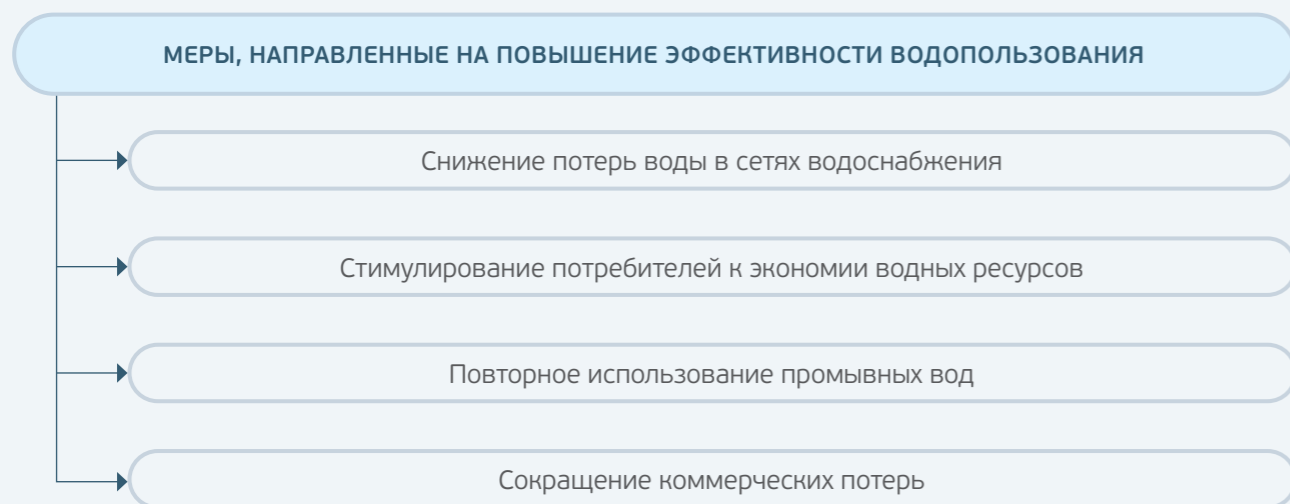 МЕРЫ, НАПРАВЛЕННЫЕ НА ПОВЫШЕНИЕ ЭФФЕКТИВНОСТИ ВОДОПОЛЬЗОВАНИЯ
Снижение потерь воды в сетях водоснабжения
Стимулирование потребителей к экономии водных ресурсов
Повторное использование промывных вод
Сокращение коммерческих потерь